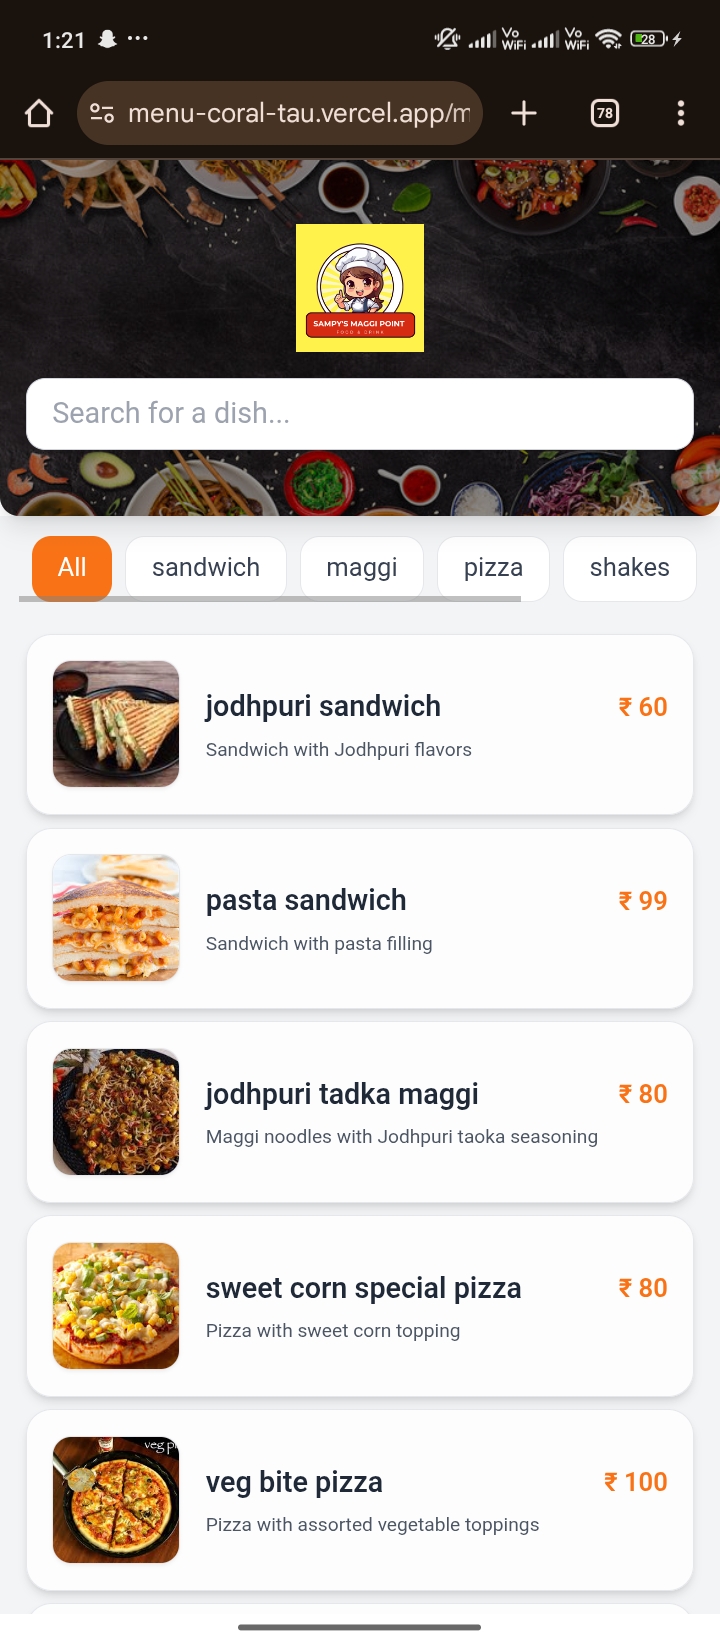 1:21 ···
Vo WiFi Vo WiFi 28
menu-coral-tau.vercel.app/m
78
SAMPY'S MAGGI POINT
FOOD & DRINK
Search for a dish...
All sandwich maggi pizza shakes
jodhpuri sandwich ₹ 60
Sandwich with Jodhpuri flavors
pasta sandwich ₹ 99
Sandwich with pasta filling
jodhpuri tadka maggi ₹ 80
Maggi noodles with Jodhpuri taoka seasoning
sweet corn special pizza ₹ 80
Pizza with sweet corn topping
veg pi
veg bite pizza ₹ 100
Pizza with assorted vegetable toppings